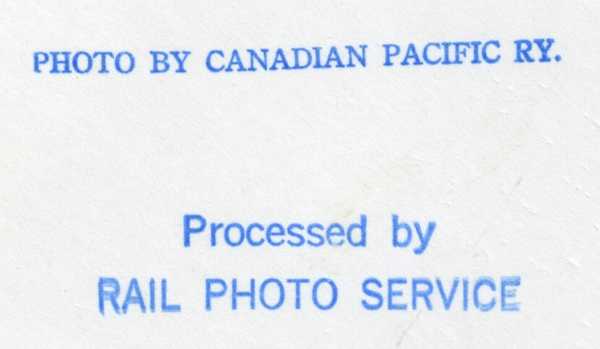 PHOTO BY CANADIAN PACIFIC RY.
Processed by
RAIL PHOTO SERVICE